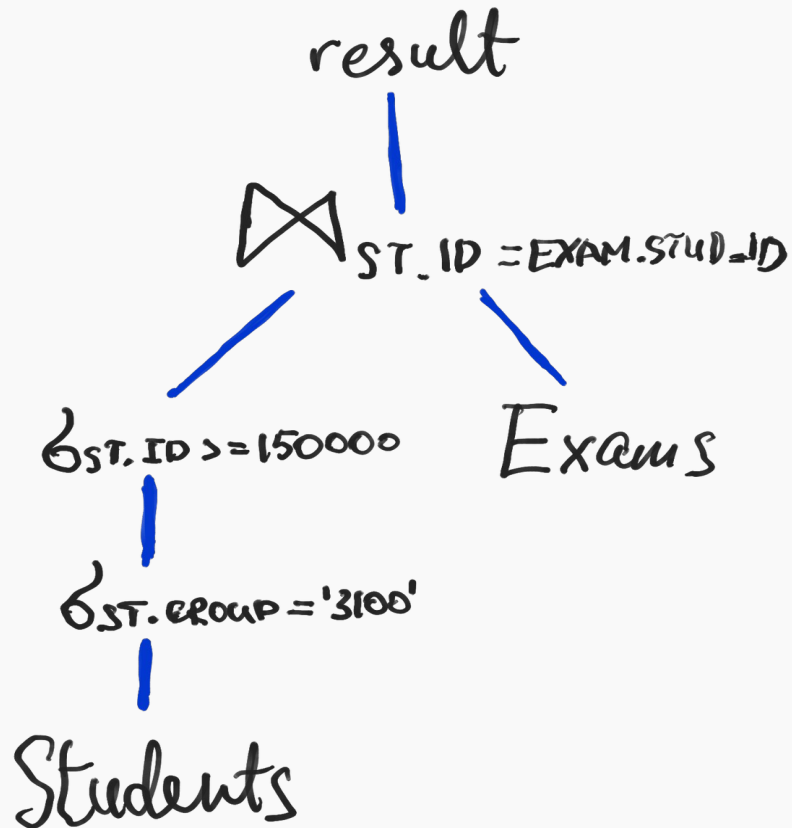 result
⋈ ST_ID = EXAM.STUD_ID
σST.ID >= 150000
Exams
σST.GROUP = '3100'
Students